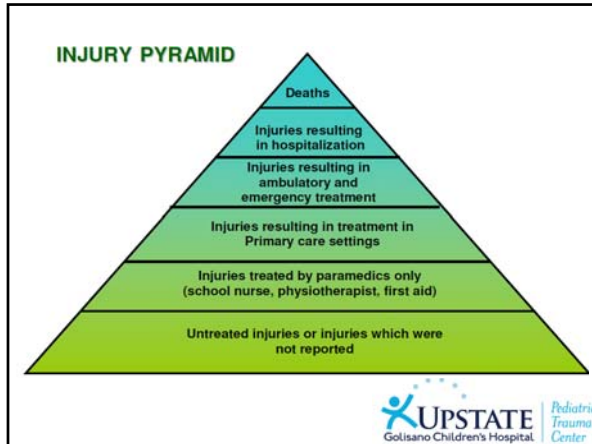 INJURY PYRAMID
Deaths
Injuries resulting
in hospitalization
Injuries resulting in
ambulatory and
emergency treatment
Injuries resulting in treatment in
Primary care settings
Injuries treated by paramedics only
(school nurse, physiotherapist, first aid)
Untreated injuries or injuries which were
not reported
UPSTATE
Golisano Children's Hospital
Pediatric
Trauma
Center